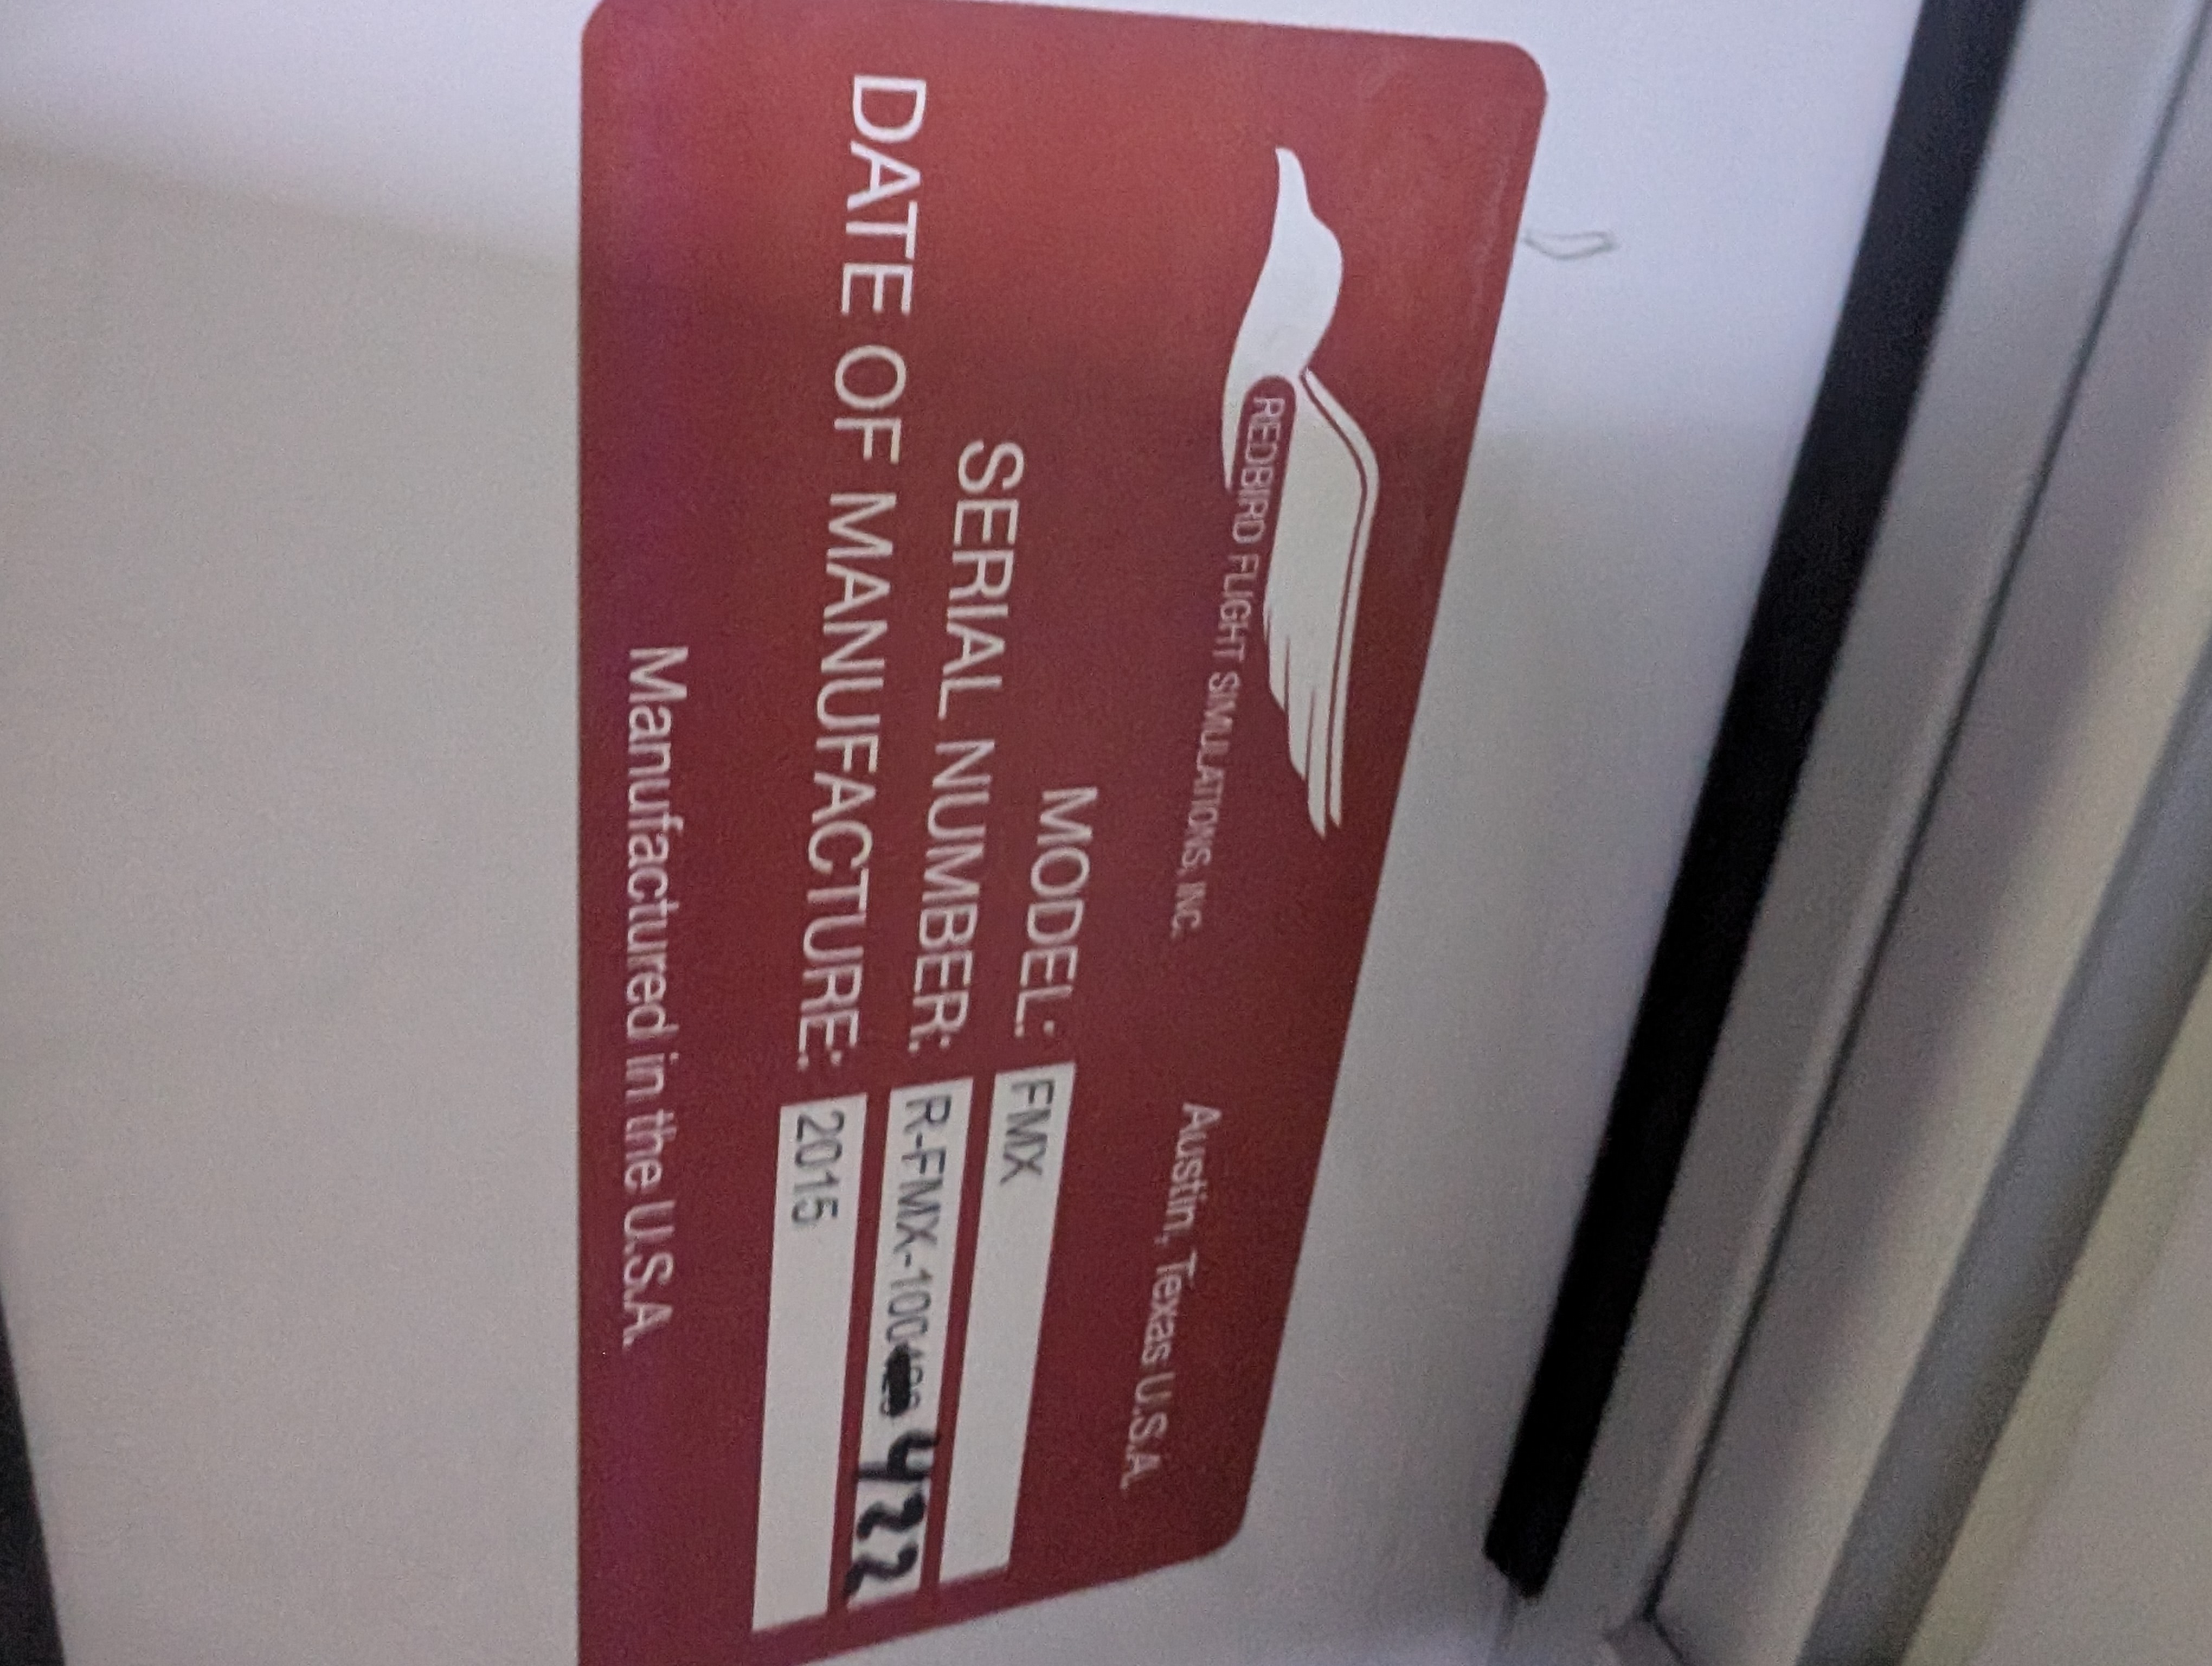 REDBIRD FLIGHT SIMULATIONS, INC.
Austin, Texas U.S.A.
MODEL: FMX
SERIAL NUMBER: R-FMX-100 422
DATE OF MANUFACTURE: 2015
Manufactured in the U.S.A.